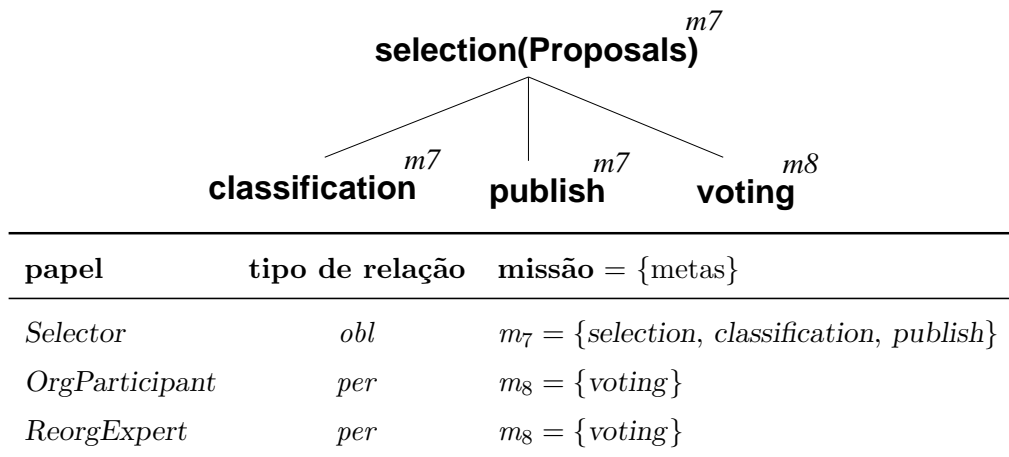 m7
selection(Proposals)
m7 m7 m8
classification publish voting
papel tipo de relação missão = {metas}
Selector obl m₇ = {selection, classification, publish}
OrgParticipant per m₈ = {voting}
ReorgExpert per m₈ = {voting}